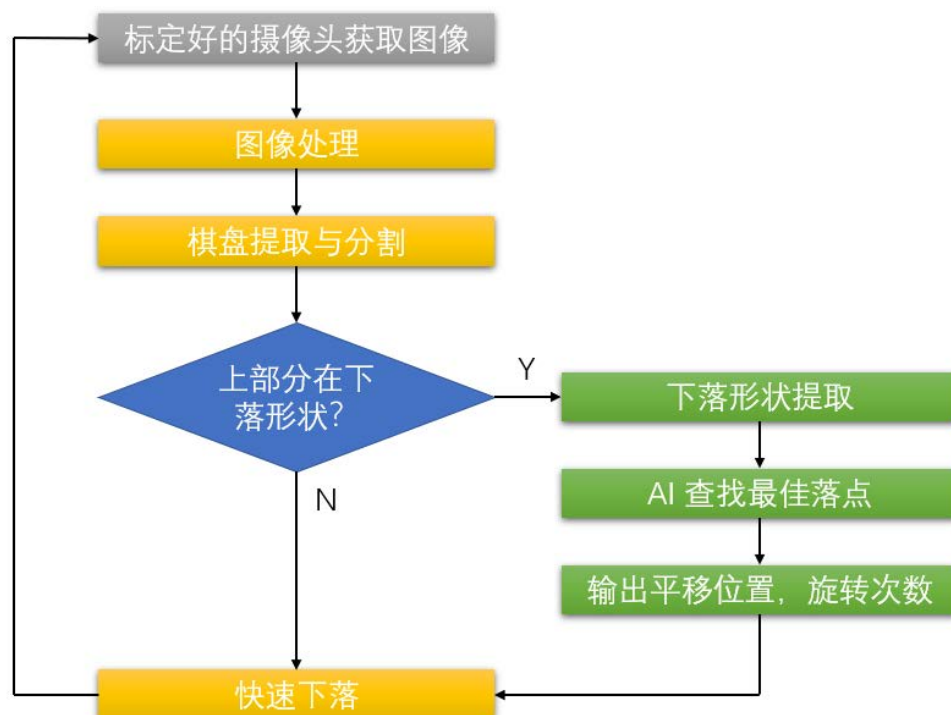 标定好的摄像头获取图像
图像处理
棋盘提取与分割
上部分在下
落形状?
Y
N
下落形状提取
AI 查找最佳落点
输出平移位置，旋转次数
快速下落